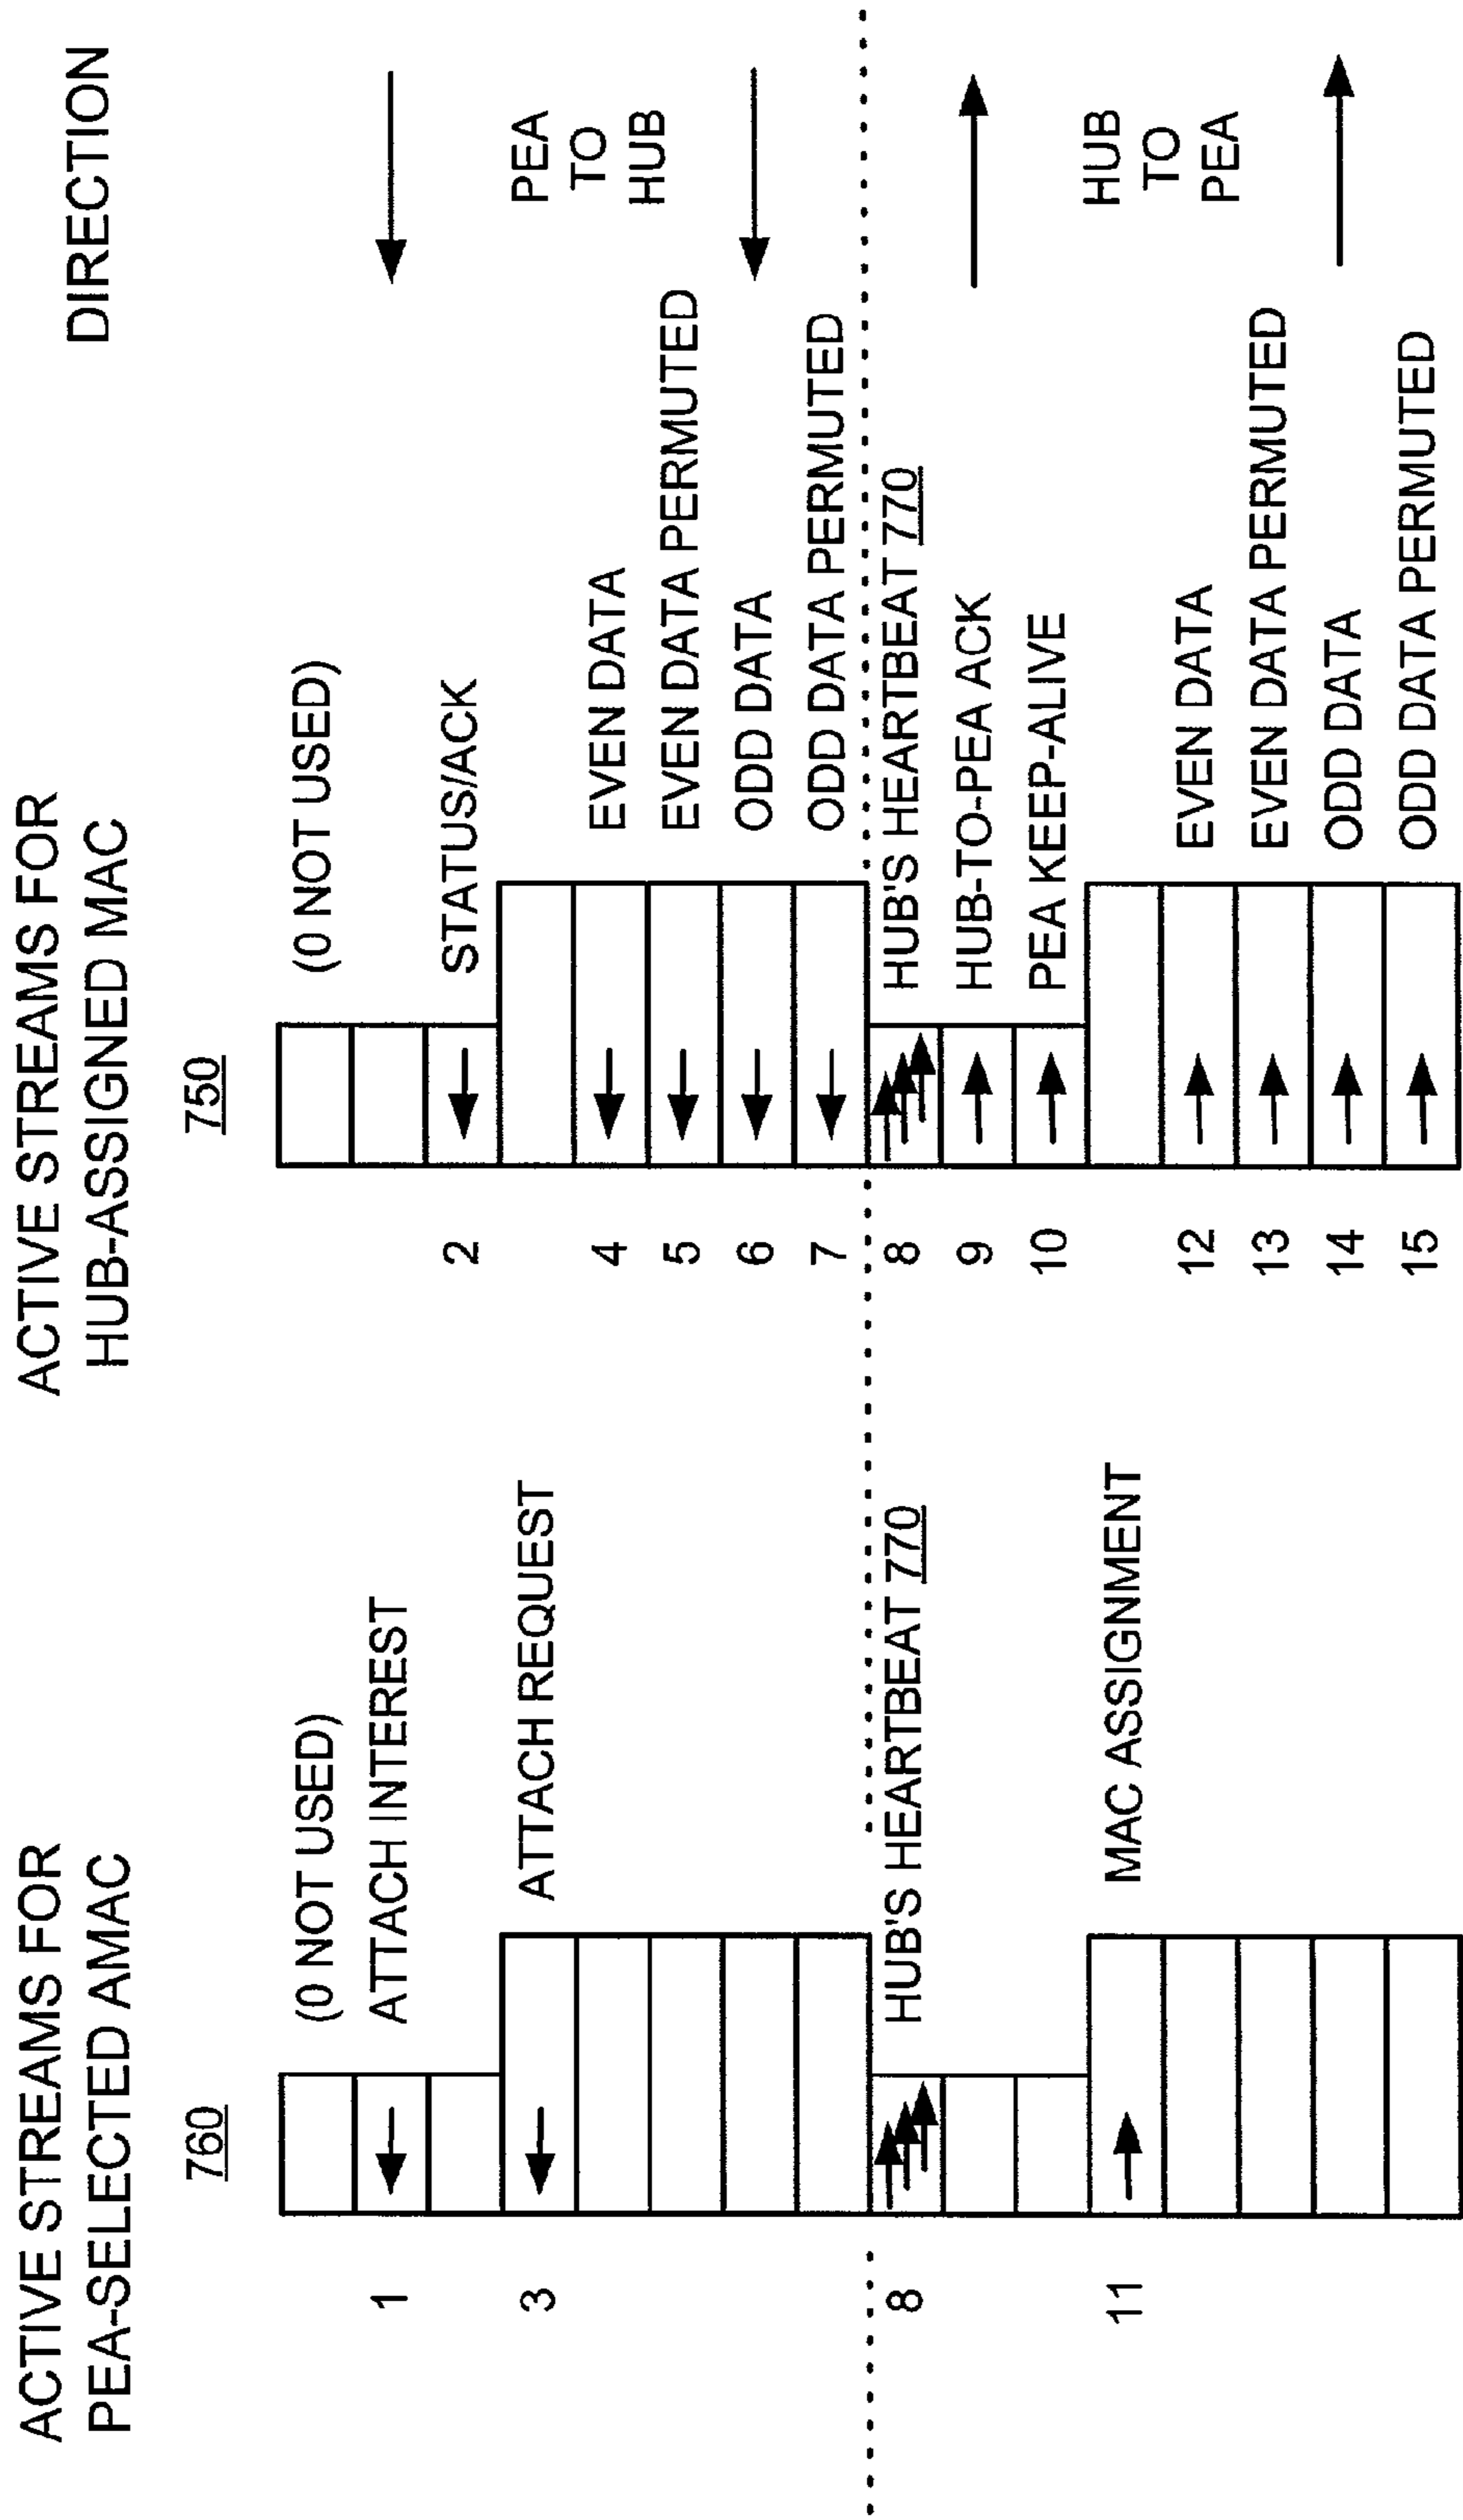 ACTIVE STREAMS FOR
PEA-SELECTED AMAC
760
(0 NOT USED)
1 ATTACH INTEREST
3 ATTACH REQUEST
8 HUB'S HEARTBEAT 770
11 MAC ASSIGNMENT
ACTIVE STREAMS FOR
HUB-ASSIGNED MAC
750
(0 NOT USED)
2 STATUS/ACK
4 EVEN DATA
5 EVEN DATA PERMUTED
6 ODD DATA
7 ODD DATA PERMUTED
8 HUB'S HEARTBEAT 770
9 HUB-TO-PEA ACK
10 PEA KEEP-ALIVE
12 EVEN DATA
13 EVEN DATA PERMUTED
14 ODD DATA
15 ODD DATA PERMUTED
DIRECTION
PEA
TO
HUB
HUB
TO
PEA